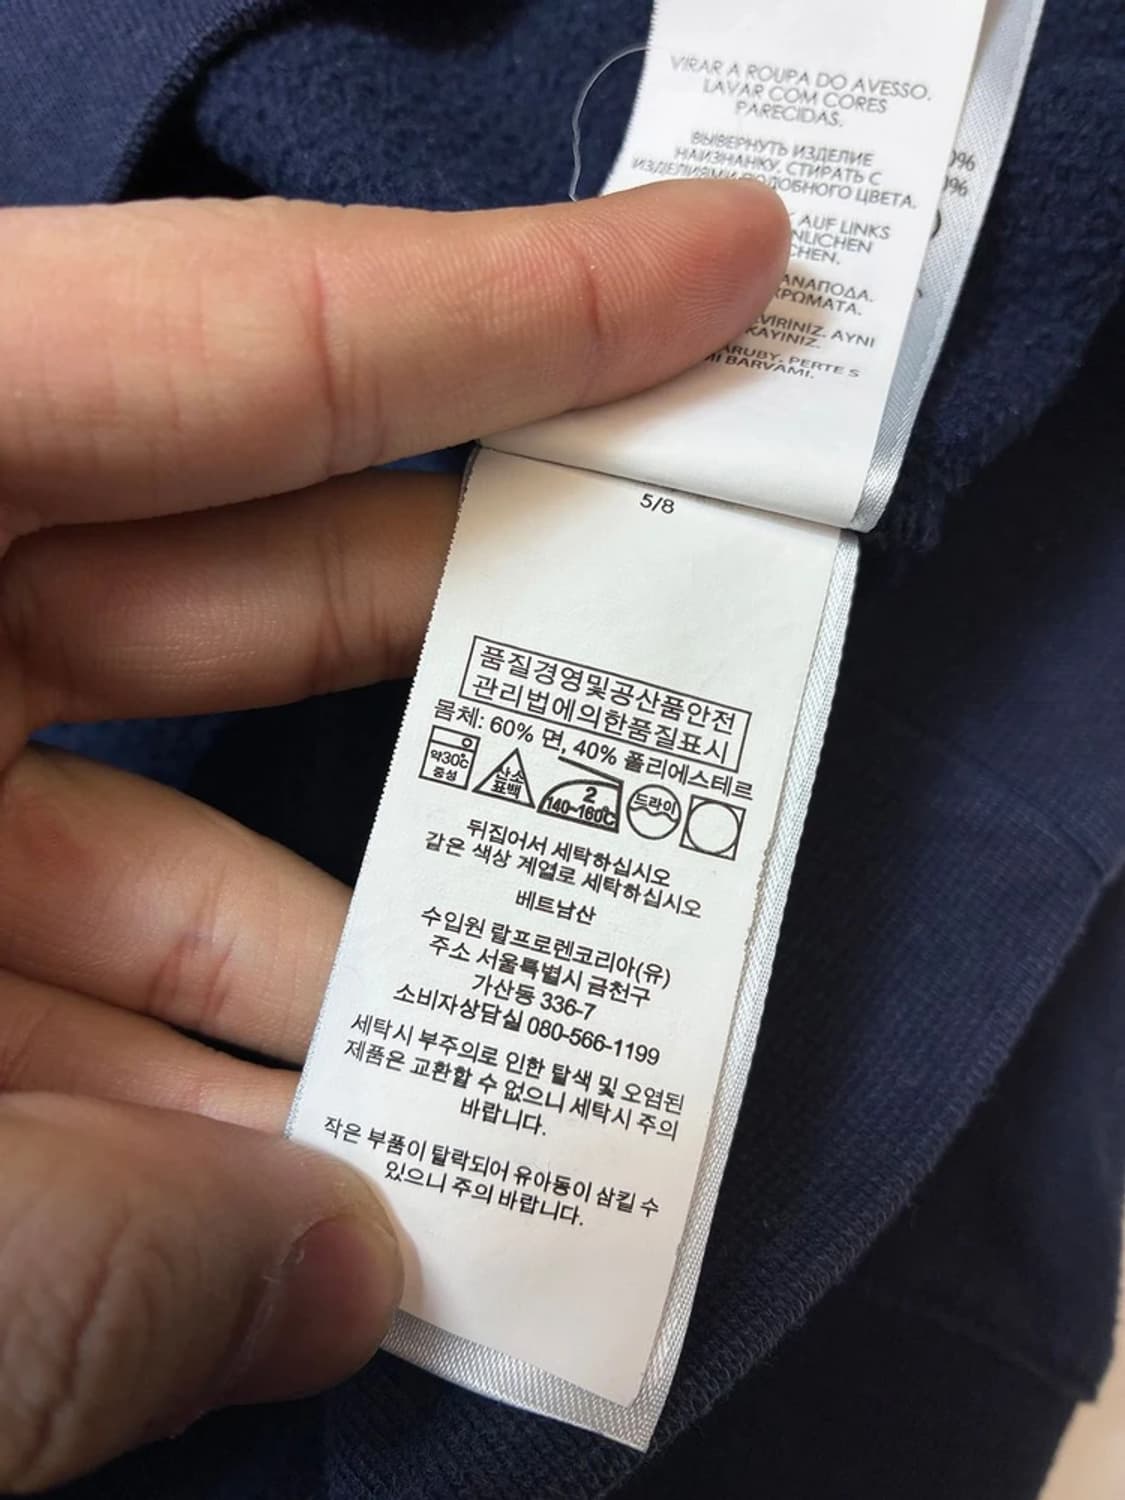 VIRAR A ROUPA DO AVESSO.
LAVAR COM CORES
PARECIDAS.
ВЫВЕРНУТЬ ИЗДЕЛИЕ
НАИЗНАНКУ. СТИРАТЬ С
ИЗДЕЛИЯМИ ПОДОБНОГО ЦВЕТА.
AUF LINKS
5/8
품질경영및공산품안전
관리법에의한품질표시
몸체: 60% 면, 40% 폴리에스테르
약30℃
중성
산소
표백
2
140~160℃
드라이
뒤집어서 세탁하십시오
같은 색상 계열로 세탁하십시오
베트남산
수입원 랄프로렌코리아(유)
주소 서울특별시 금천구
가산동 336-7
소비자상담실 080-566-1199
세탁시 부주의로 인한 탈색 및 오염된
제품은 교환할 수 없으니 세탁시 주의
바랍니다.
작은 부품이 탈락되어 유아동이 삼킬 수
있으니 주의 바랍니다.
AYNI
PERTE S
BARVAMI.